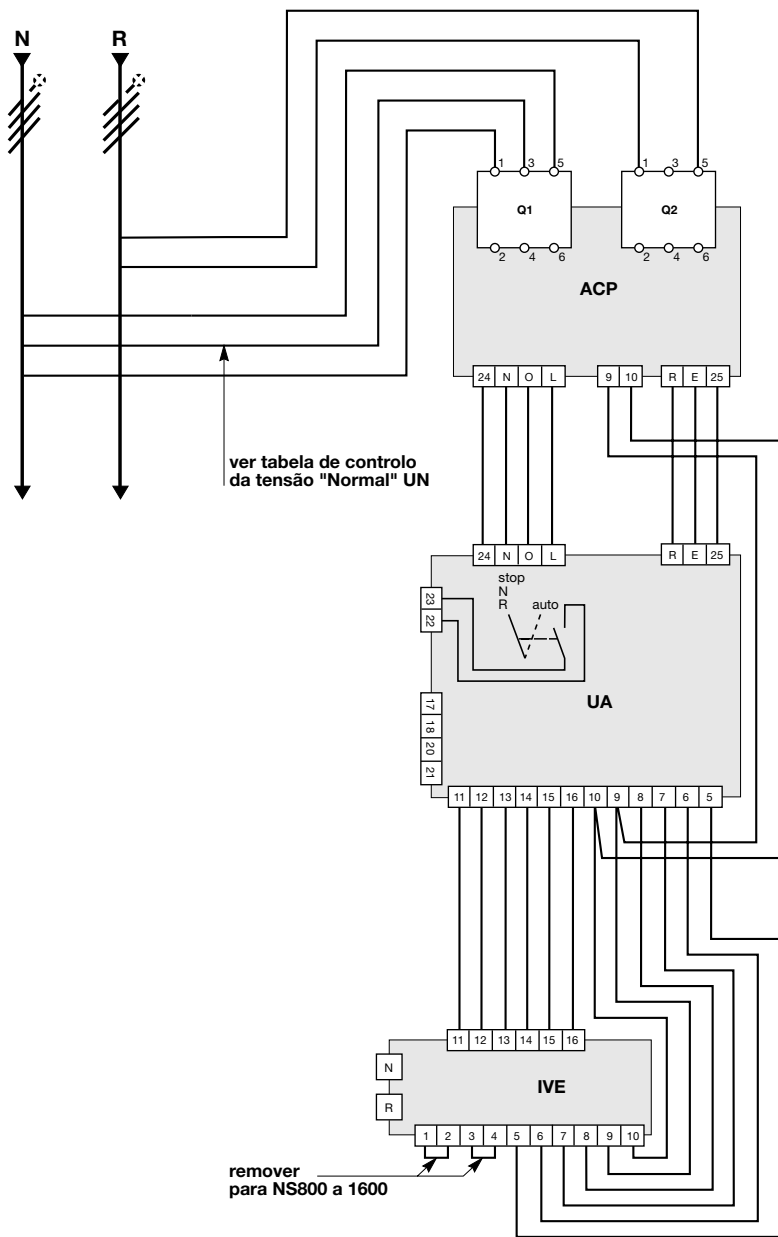 N R
1 3 5 1 3 5
Q1 Q2
2 4 6 2 4 6
ACP
24 N O L 9 10 R E 25
ver tabela de controlo
da tensão "Normal" UN
24 N O L R E 25
stop
N
R auto
23
22
UA
17
18
20
21
11 12 13 14 15 16 10 9 8 7 6 5
11 12 13 14 15 16
N
IVE
R
1 2 3 4 5 6 7 8 9 10
remover
para NS800 a 1600